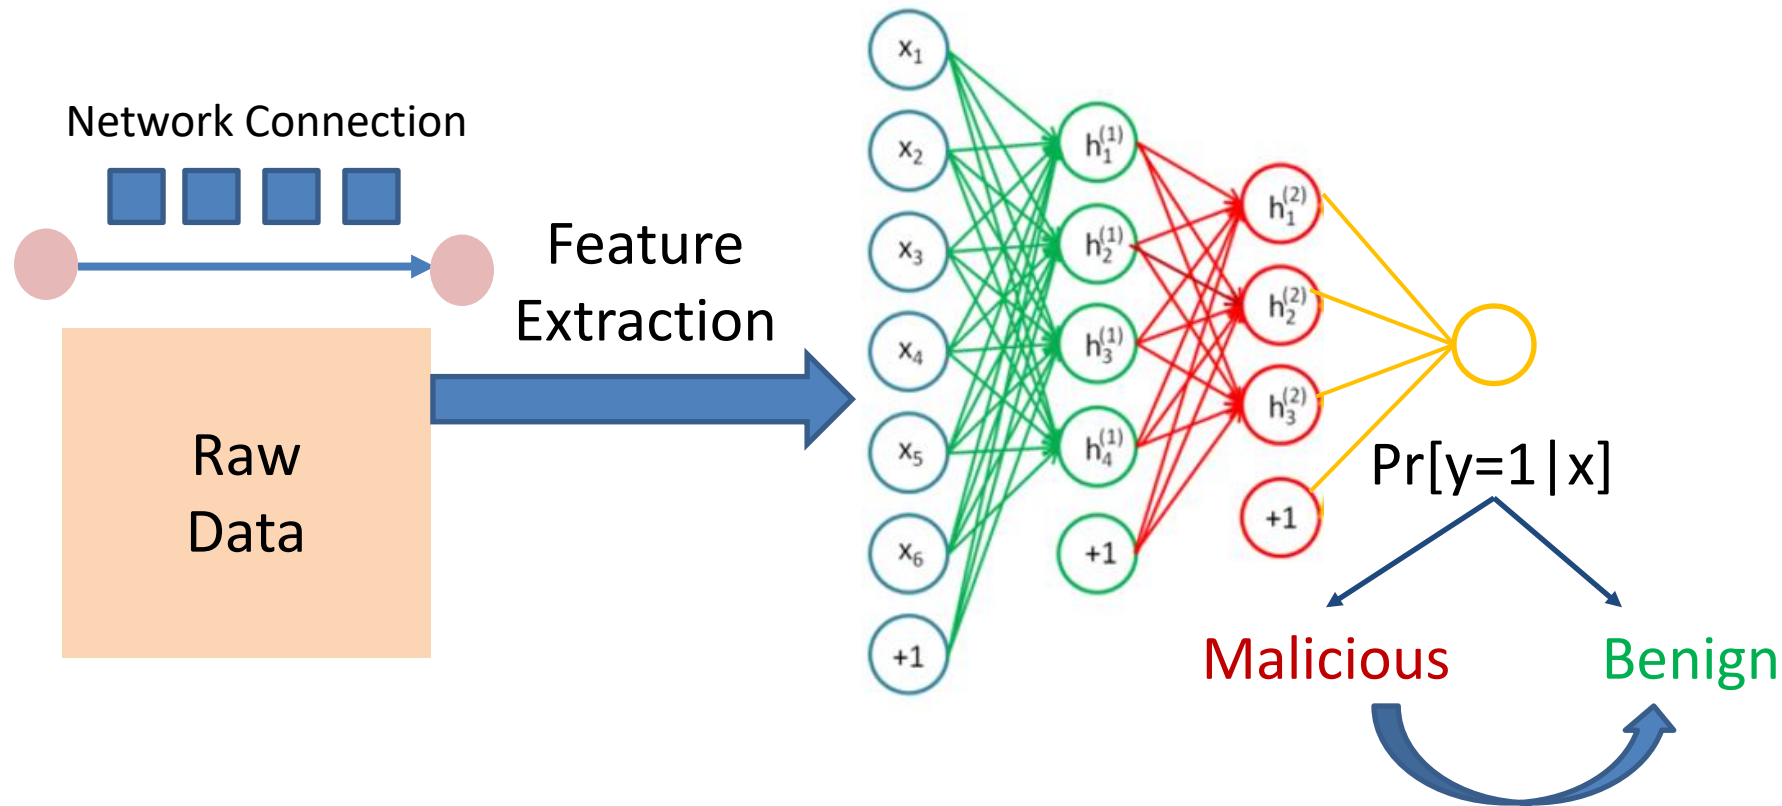 Network Connection
Feature
Extraction
Raw
Data
x₁
x₂
x₃
x₄
x₅
x₆
+1
h₁⁽¹⁾
h₂⁽¹⁾
h₃⁽¹⁾
h₄⁽¹⁾
+1
h₁⁽²⁾
h₂⁽²⁾
h₃⁽²⁾
+1
Pr[y=1|x]
Malicious
Benign